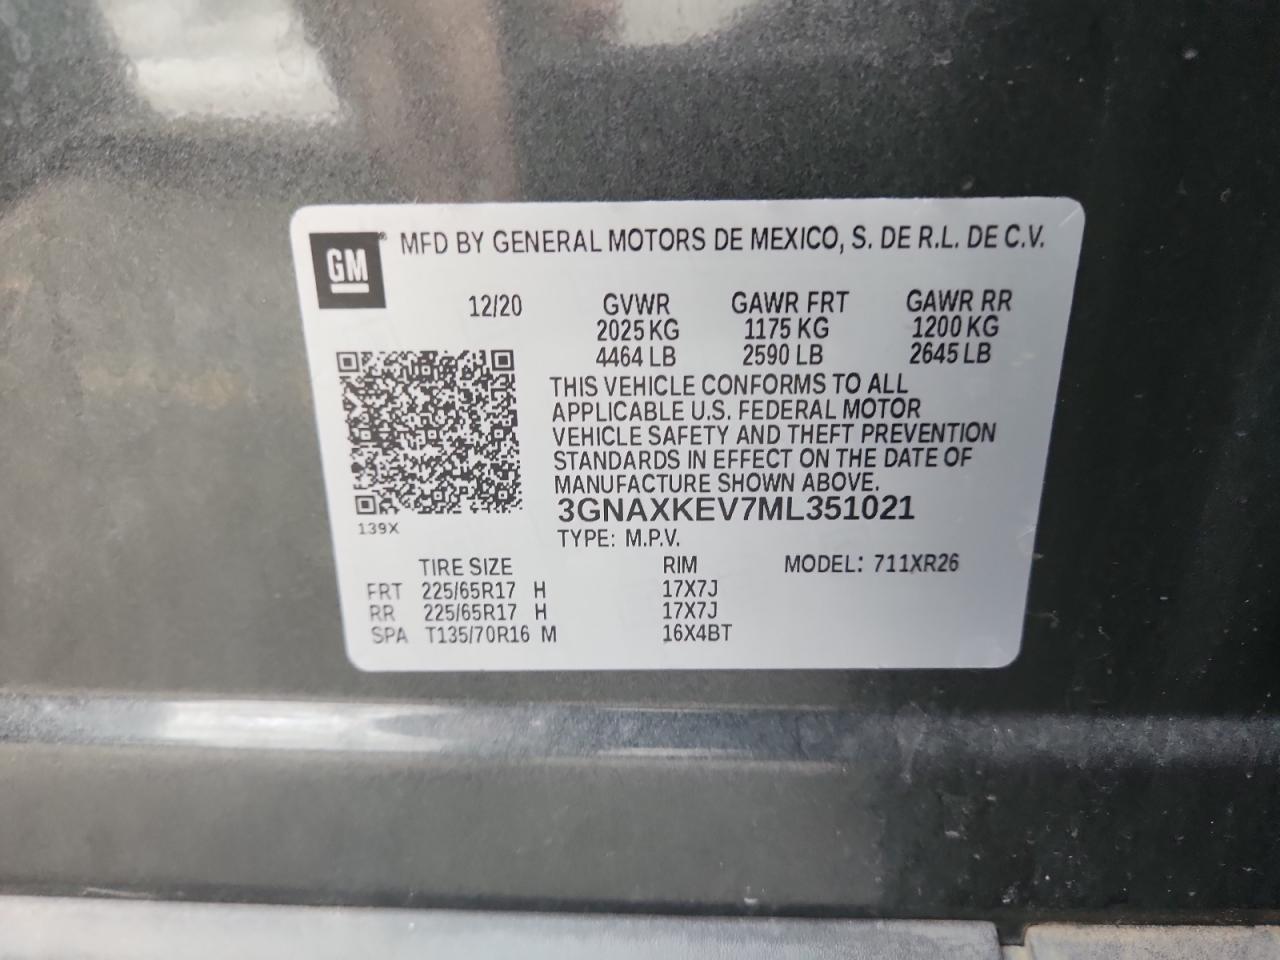 GM® MFD BY GENERAL MOTORS DE MEXICO, S. DE R.L. DE C.V.
12/20 GVWR GAWR FRT GAWR RR
2025 KG 1175 KG 1200 KG
4464 LB 2590 LB 2645 LB
THIS VEHICLE CONFORMS TO ALL
APPLICABLE U.S. FEDERAL MOTOR
VEHICLE SAFETY AND THEFT PREVENTION
STANDARDS IN EFFECT ON THE DATE OF
MANUFACTURE SHOWN ABOVE.
3GNAXKEV7ML351021
139X
TYPE: M.P.V.
TIRE SIZE RIM MODEL: 711XR26
FRT 225/65R17 H 17X7J
RR 225/65R17 H 17X7J
SPA T135/70R16 M 16X4BT